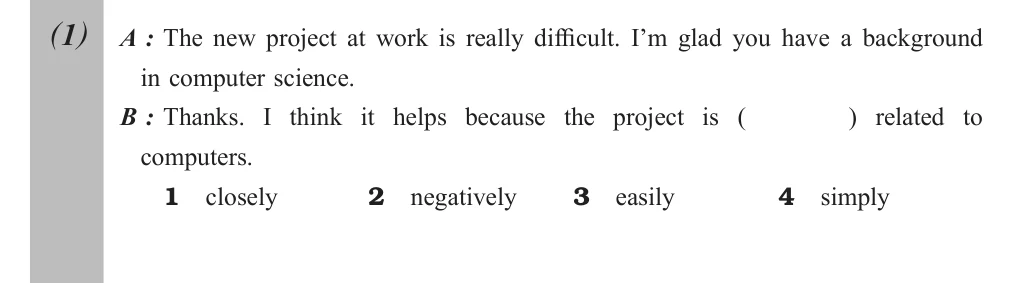 (1) A : The new project at work is really difficult. I'm glad you have a background
in computer science.
B : Thanks. I think it helps because the project is (    ) related to
computers.
1 closely 2 negatively 3 easily 4 simply